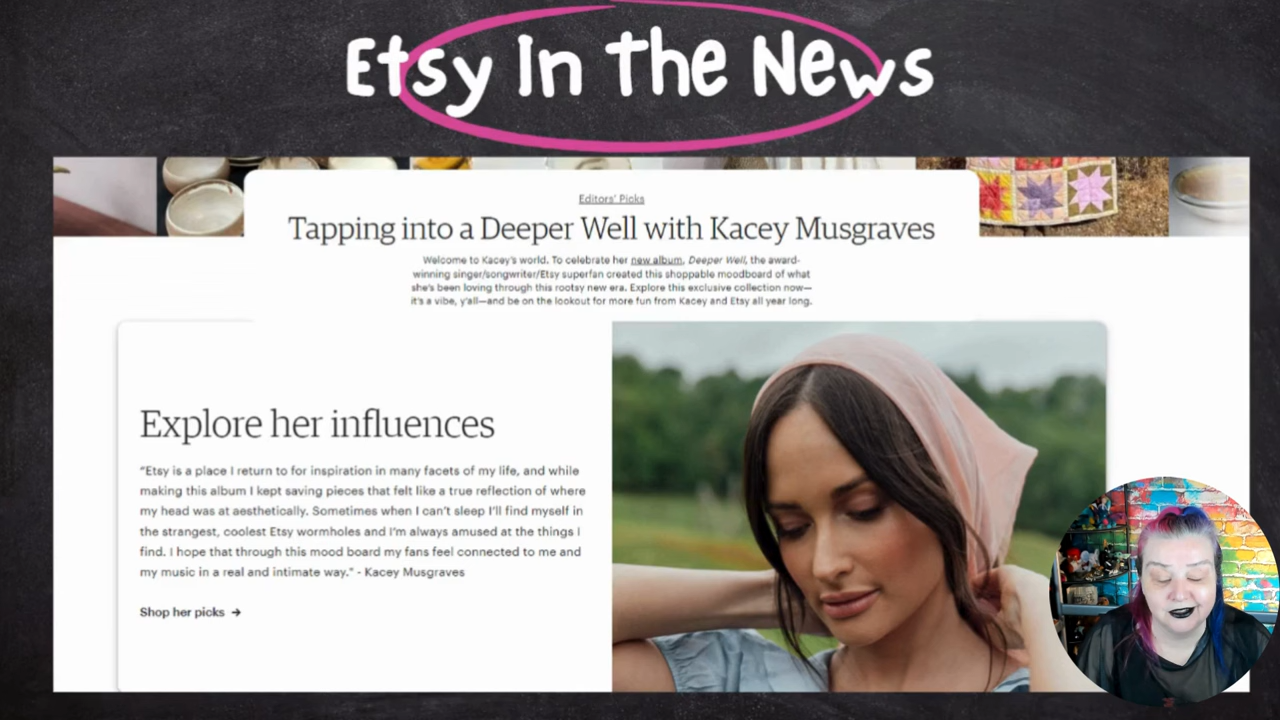 Etsy In the News
Editors' Picks
Tapping into a Deeper Well with Kacey Musgraves
Welcome to Kacey's world. To celebrate her new album, Deeper Well, the award-
winning singer/songwriter/Etsy superfan created this shoppable moodboard of what
she's been loving through this rootsy new era. Explore this exclusive collection now—
it's a vibe, y'all—and be on the lookout for more fun from Kacey and Etsy all year long.
Explore her influences
"Etsy is a place I return to for inspiration in many facets of my life, and while
making this album I kept saving pieces that felt like a true reflection of where
my head was at aesthetically. Sometimes when I can't sleep I'll find myself in
the strangest, coolest Etsy wormholes and I'm always amused at the things I
find. I hope that through this mood board my fans feel connected to me and
my music in a real and intimate way." - Kacey Musgraves
Shop her picks →